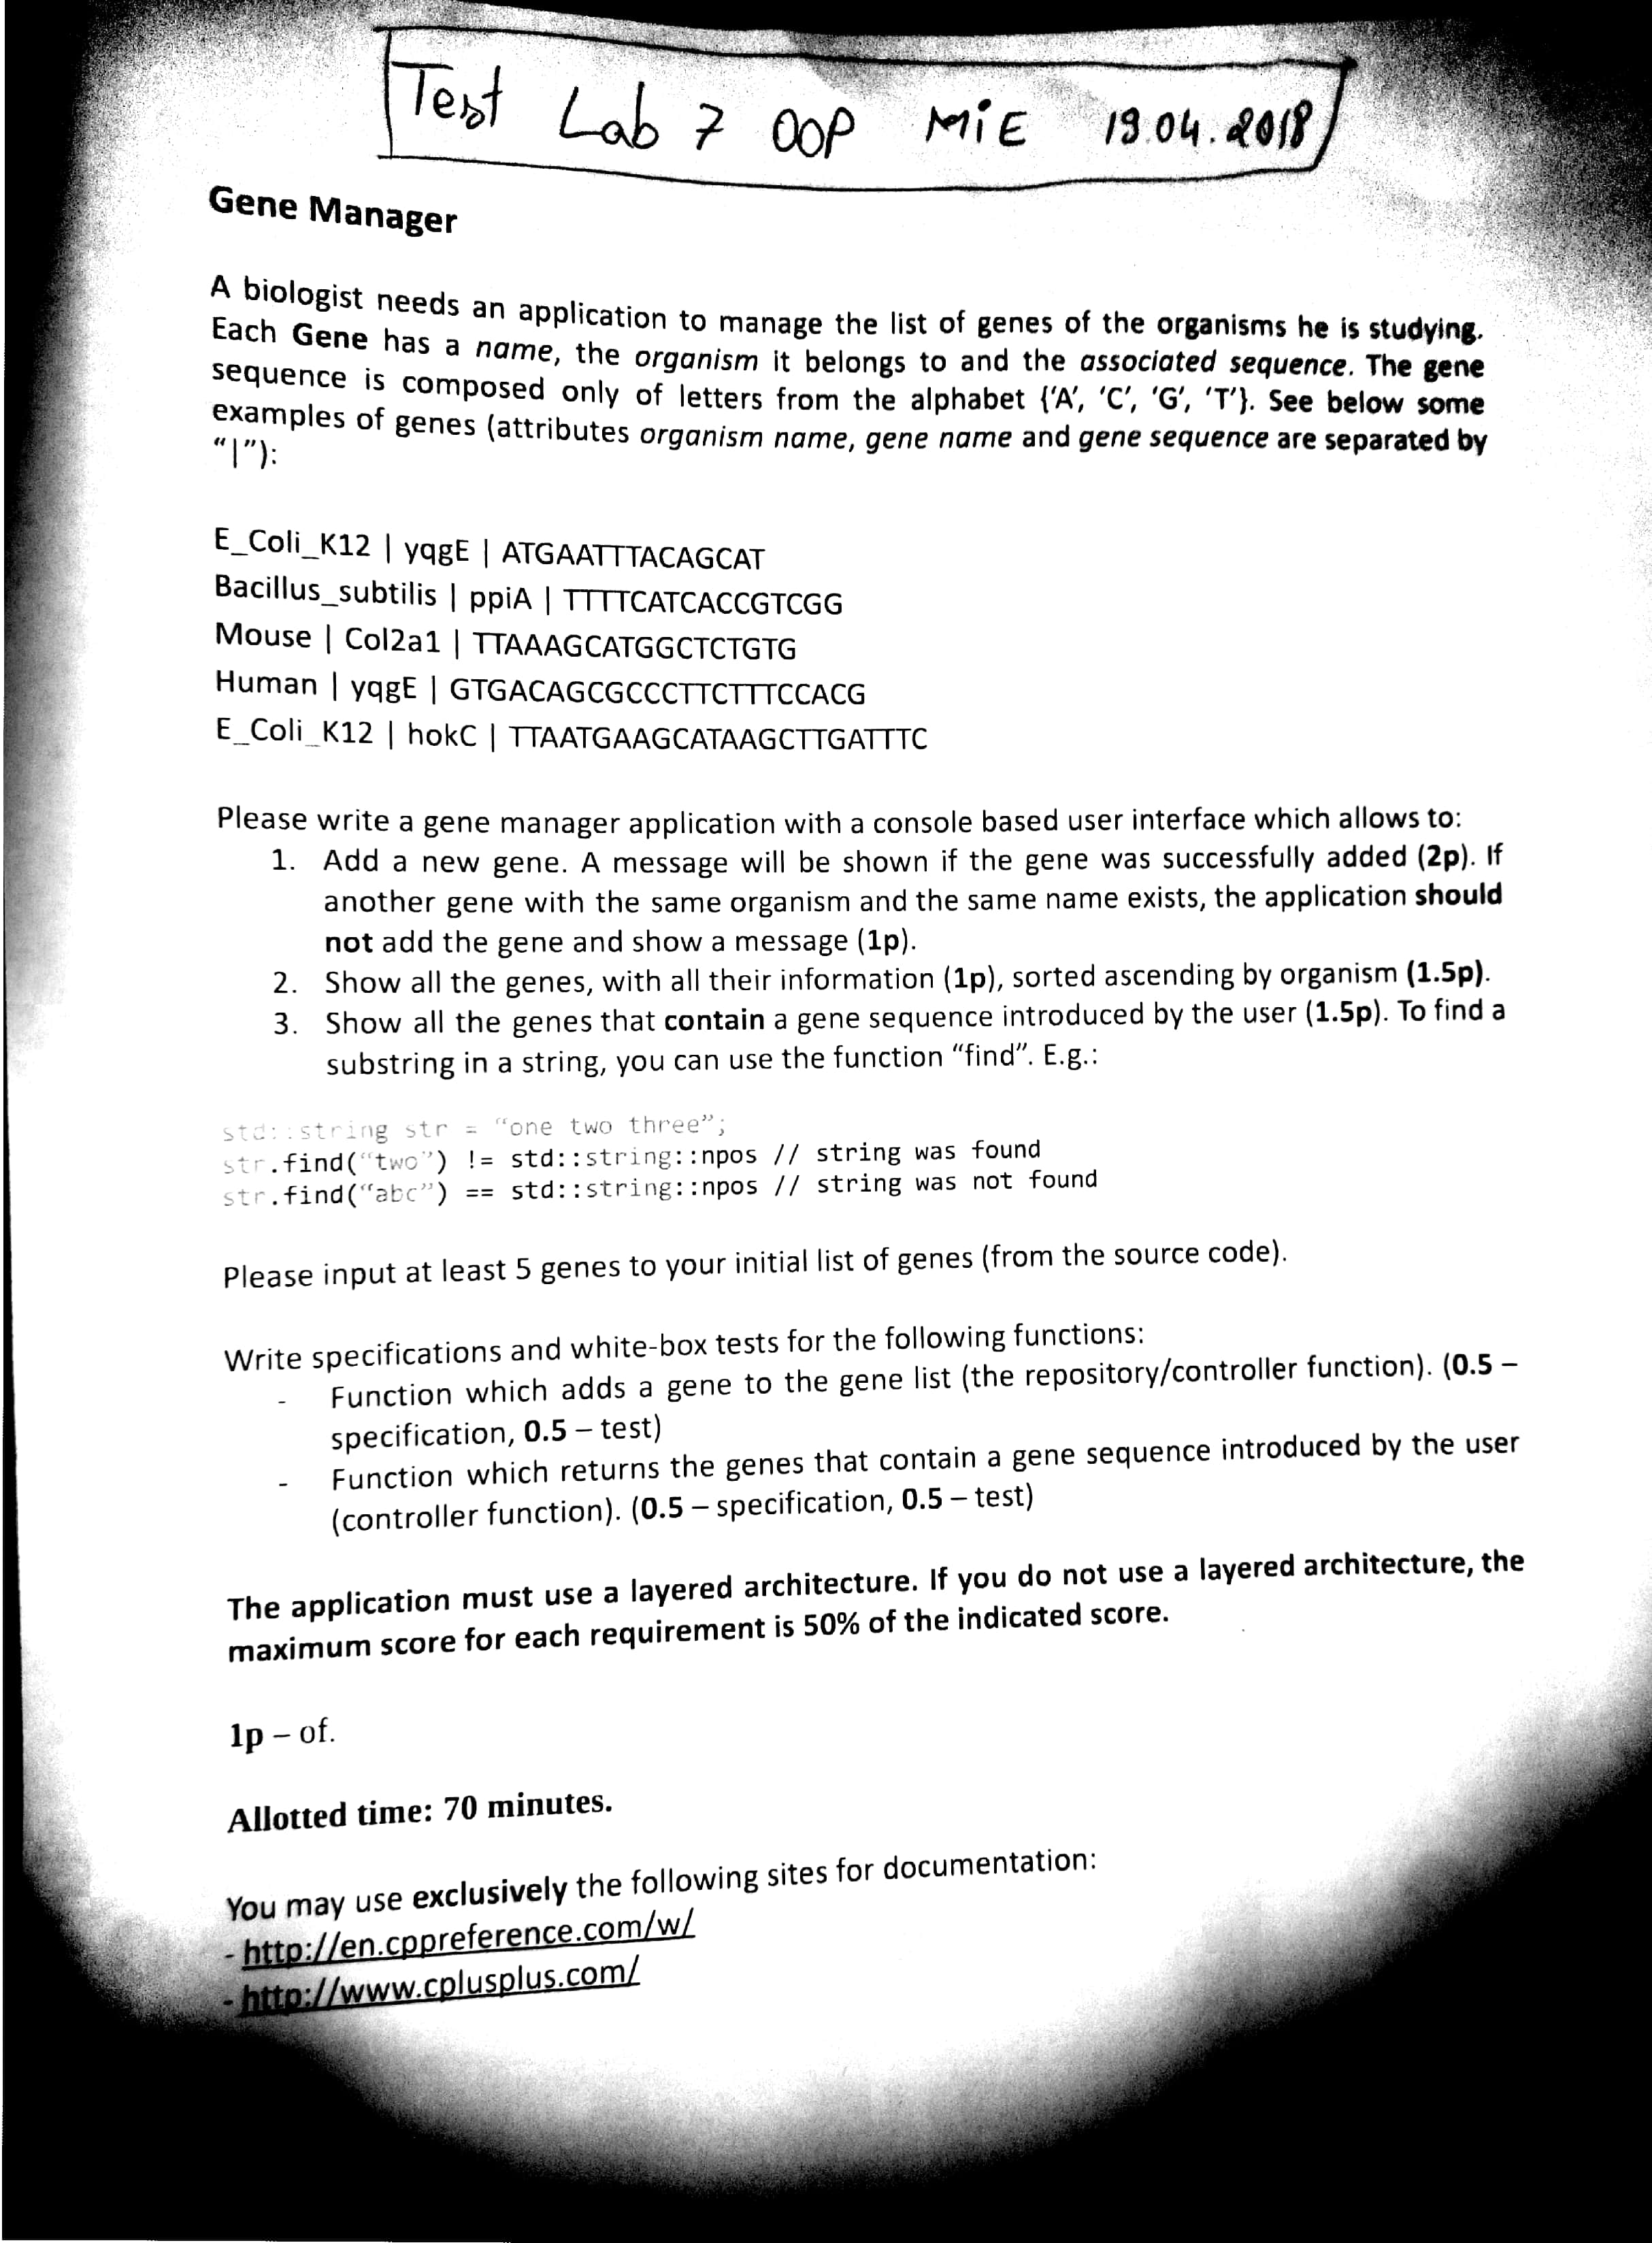 Test Lab 7 OOP MiE 19.04.2018
Gene Manager
A biologist needs an application to manage the list of genes of the organisms he is studying.
Each Gene has a name, the organism it belongs to and the associated sequence. The gene
sequence is composed only of letters from the alphabet {'A', 'C', 'G', 'T'}. See below some
examples of genes (attributes organism name, gene name and gene sequence are separated by
"|"):
E_Coli_K12 | yqgE | ATGAATTTACAGCAT
Bacillus_subtilis | ppiA | TTTTCATCACCGTCGG
Mouse | Col2a1 | TTAAAGCATGGCTCTGTG
Human | yqgE | GTGACAGCGCCCTTCTTTCCACG
E_Coli_K12 | hokC | TTAATGAAGCATAAGCTTGATTTC
Please write a gene manager application with a console based user interface which allows to:
1. Add a new gene. A message will be shown if the gene was successfully added (2p). If
another gene with the same organism and the same name exists, the application should
not add the gene and show a message (1p).
2. Show all the genes, with all their information (1p), sorted ascending by organism (1.5p).
3. Show all the genes that contain a gene sequence introduced by the user (1.5p). To find a
substring in a string, you can use the function "find". E.g.:
std::string str = "one two three";
str.find("two") != std::string::npos // string was found
str.find("abc") == std::string::npos // string was not found
Please input at least 5 genes to your initial list of genes (from the source code).
Write specifications and white-box tests for the following functions:
- Function which adds a gene to the gene list (the repository/controller function). (0.5 –
specification, 0.5 – test)
- Function which returns the genes that contain a gene sequence introduced by the user
(controller function). (0.5 – specification, 0.5 – test)
The application must use a layered architecture. If you do not use a layered architecture, the
maximum score for each requirement is 50% of the indicated score.
1p – of.
Allotted time: 70 minutes.
You may use exclusively the following sites for documentation:
- http://en.cppreference.com/w/
- http://www.cplusplus.com/